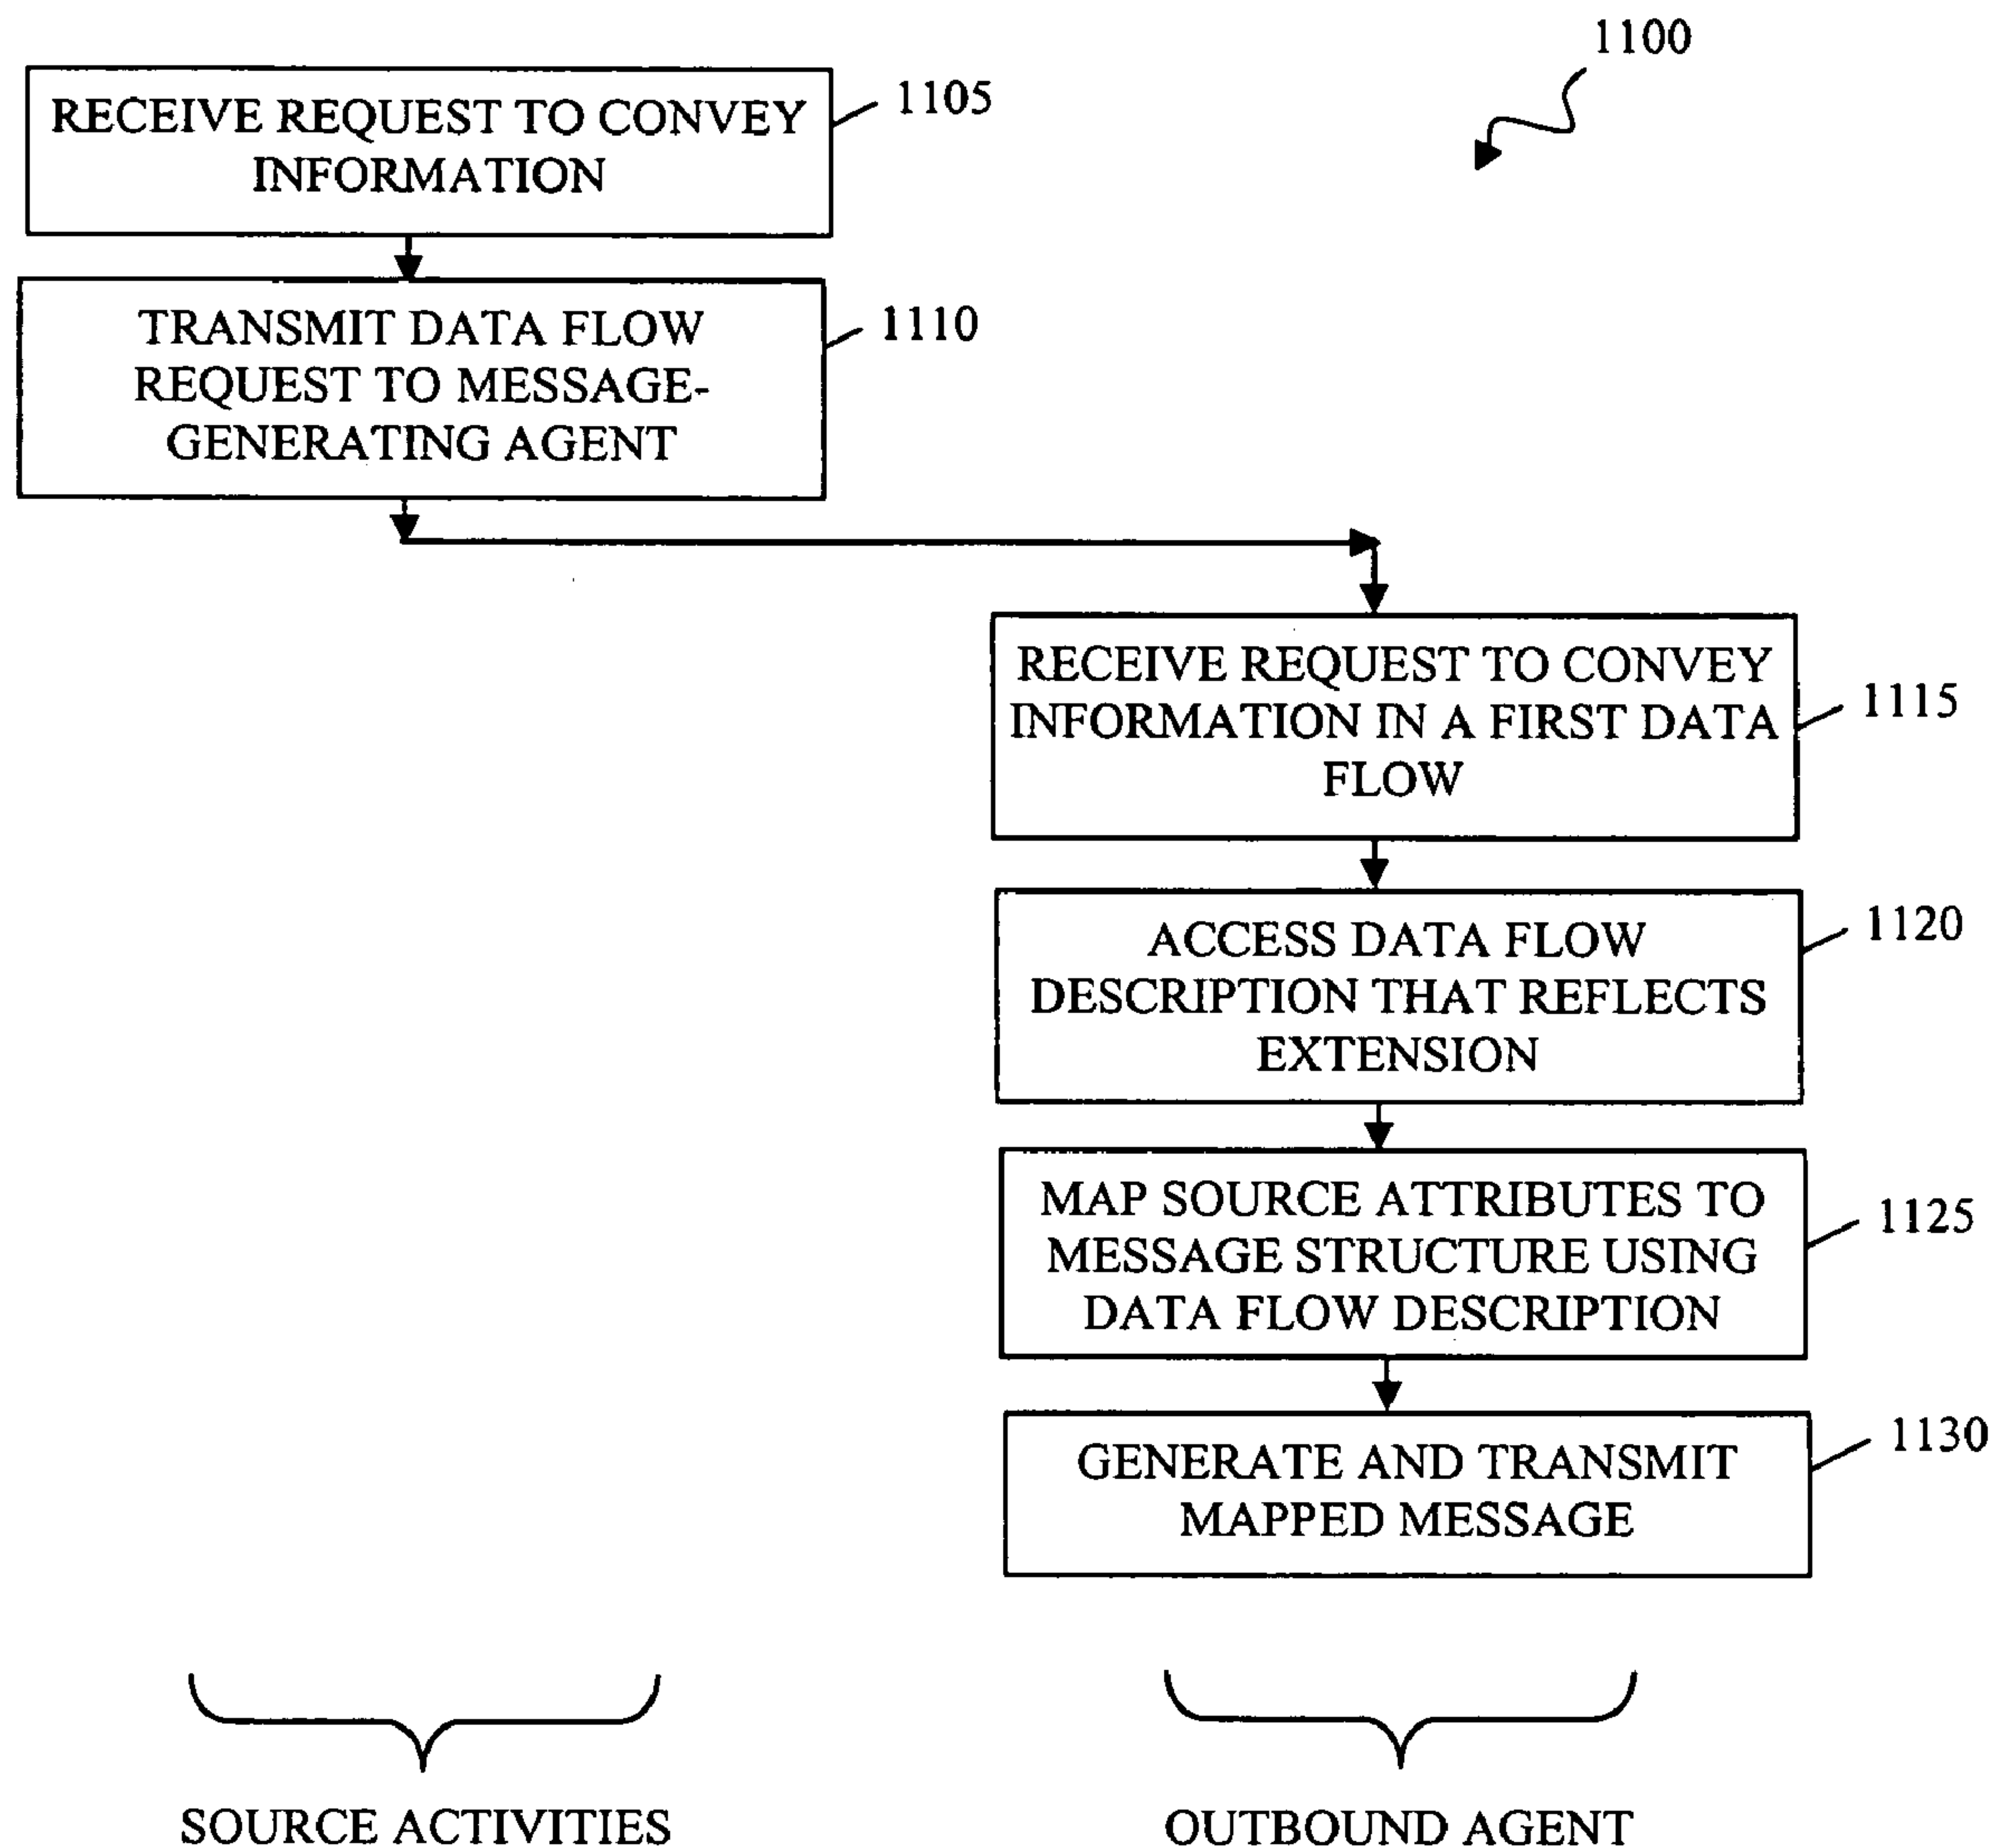 1100
RECEIVE REQUEST TO CONVEY
INFORMATION
1105
TRANSMIT DATA FLOW
REQUEST TO MESSAGE-
GENERATING AGENT
1110
RECEIVE REQUEST TO CONVEY
INFORMATION IN A FIRST DATA
FLOW
1115
ACCESS DATA FLOW
DESCRIPTION THAT REFLECTS
EXTENSION
1120
MAP SOURCE ATTRIBUTES TO
MESSAGE STRUCTURE USING
DATA FLOW DESCRIPTION
1125
GENERATE AND TRANSMIT
MAPPED MESSAGE
1130
SOURCE ACTIVITIES
OUTBOUND AGENT